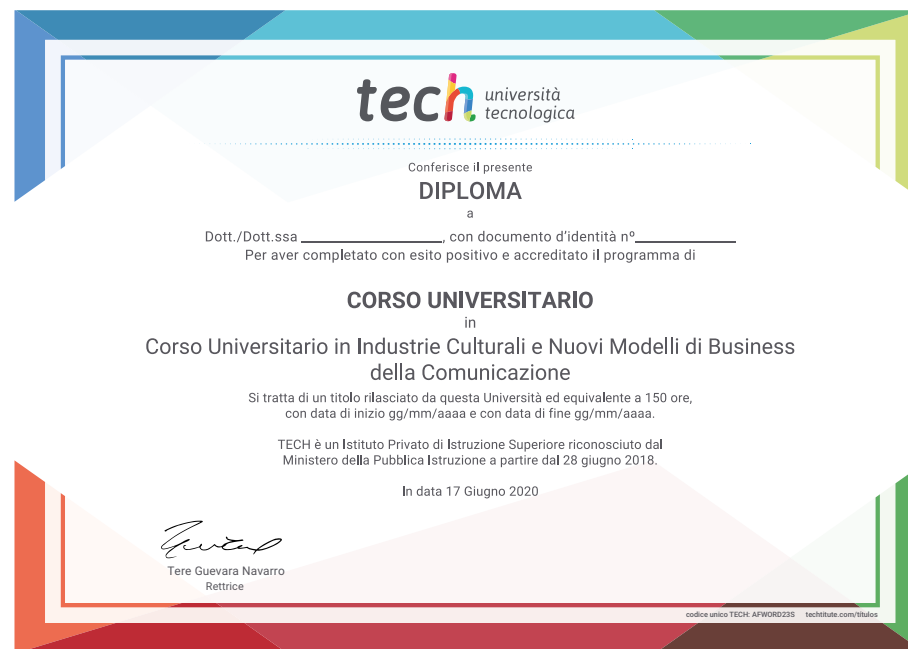 tech università
tecnologica
Conferisce il presente
DIPLOMA
a
Dott./Dott.ssa ____________________, con documento d'identità nº______________
Per aver completato con esito positivo e accreditato il programma di
CORSO UNIVERSITARIO
in
Corso Universitario in Industrie Culturali e Nuovi Modelli di Business
della Comunicazione
Si tratta di un titolo rilasciato da questa Università ed equivalente a 150 ore,
con data di inizio gg/mm/aaaa e con data di fine gg/mm/aaaa.
TECH è un Istituto Privato di Istruzione Superiore riconosciuto dal
Ministero della Pubblica Istruzione a partire dal 28 giugno 2018.
In data 17 Giugno 2020
Tere Guevara Navarro
Rettrice
codice unico TECH: AFWORD23S techtitute.com/títulos